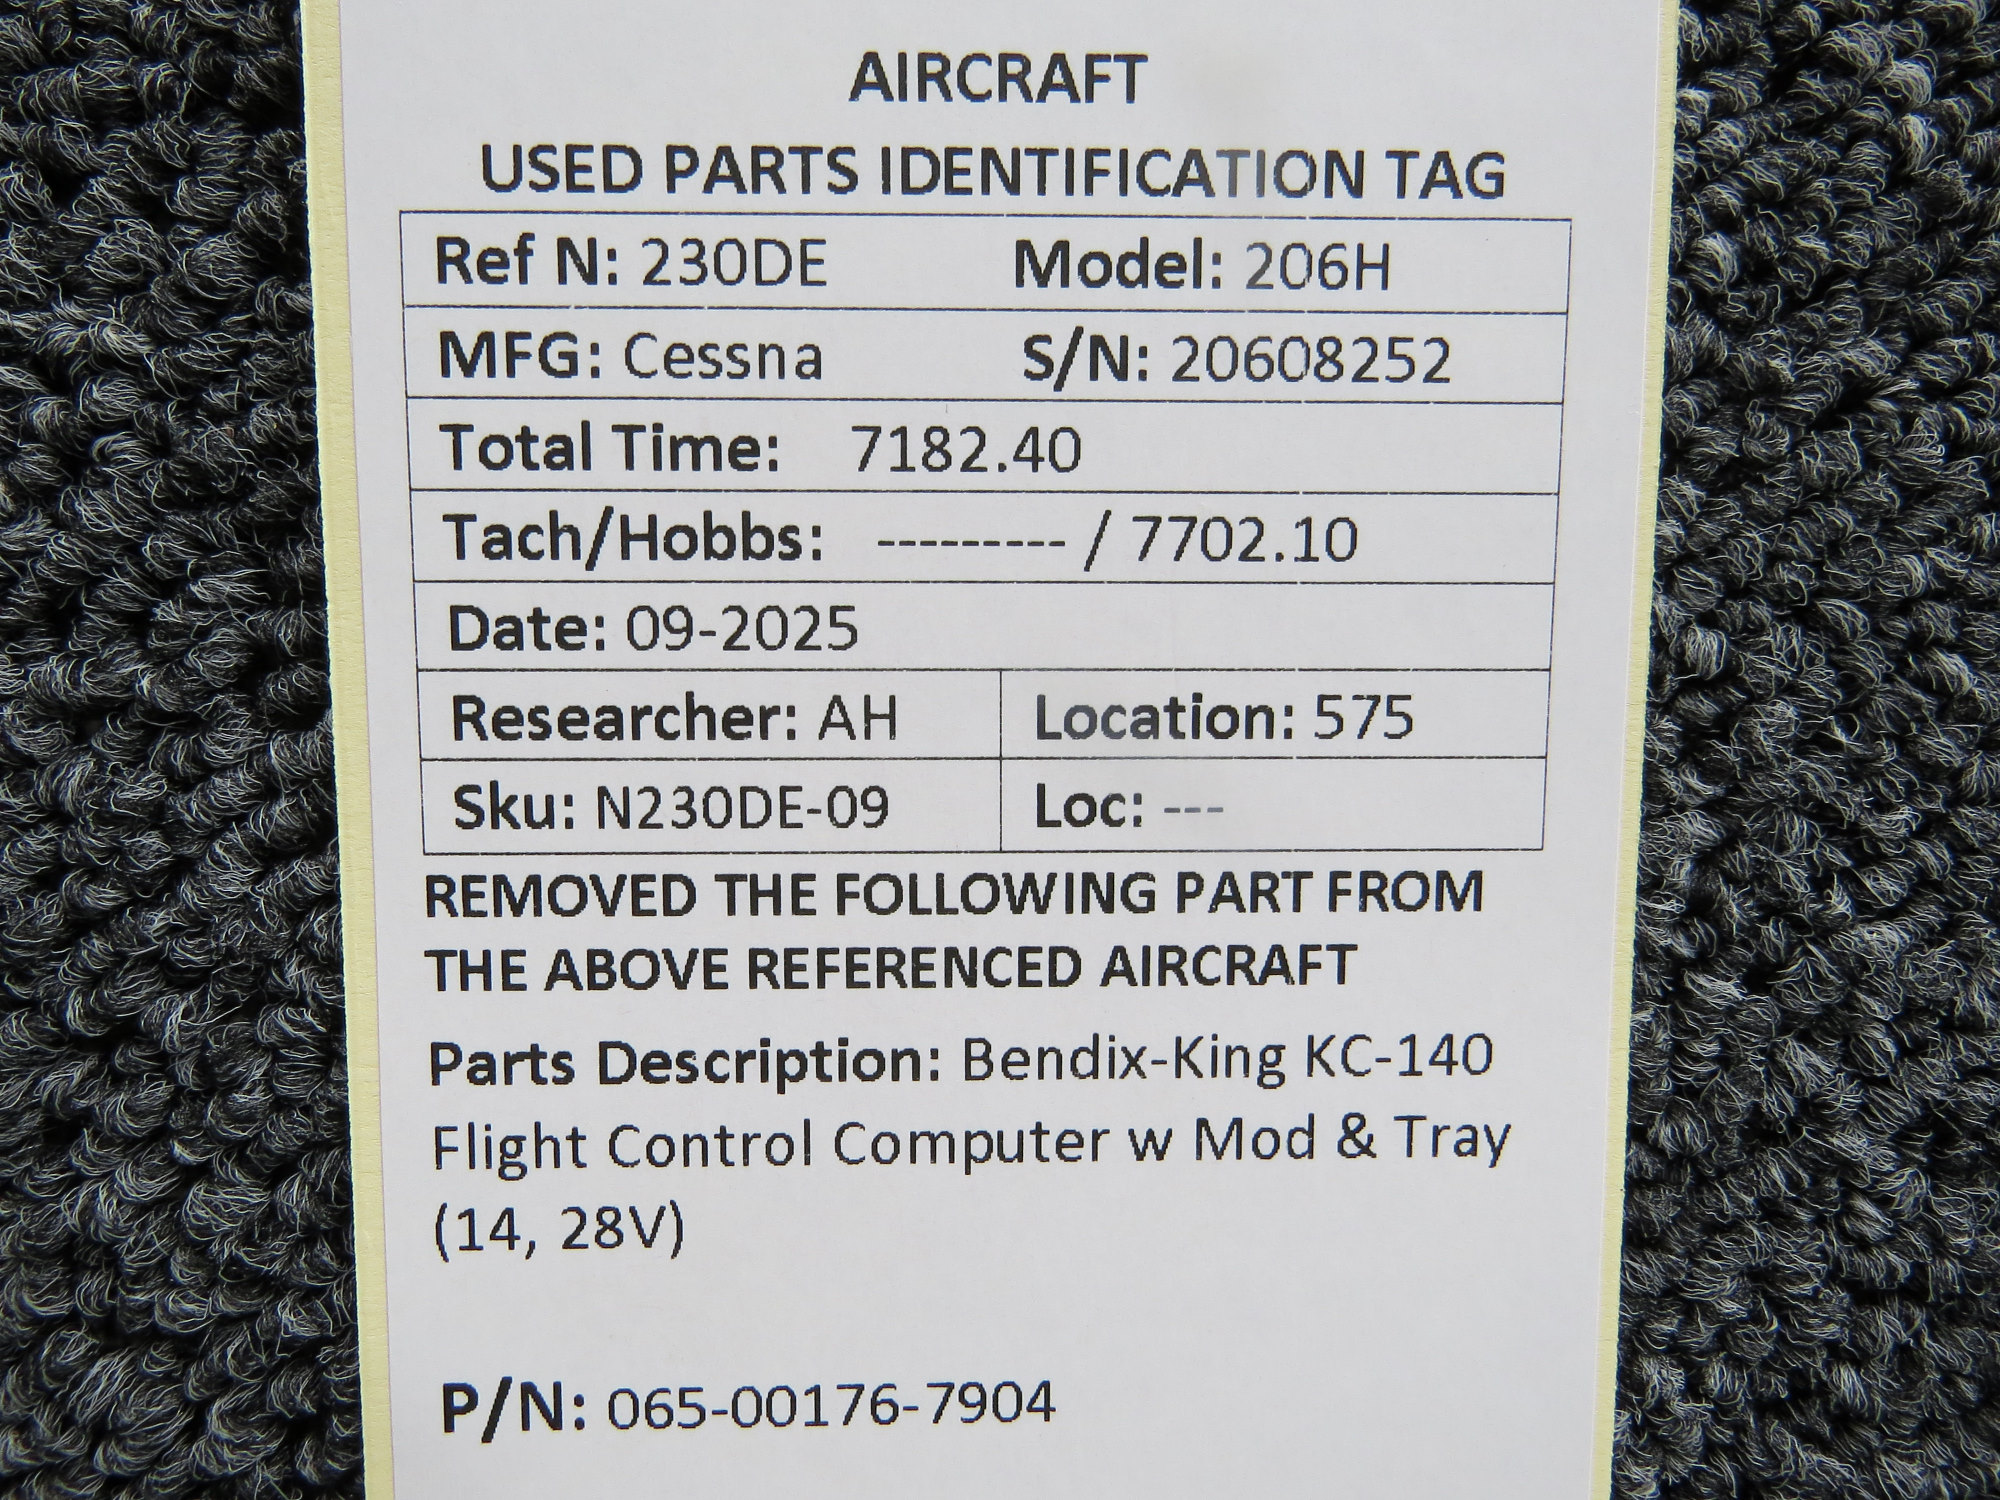 AIRCRAFT
USED PARTS IDENTIFICATION TAG
Ref N: 230DE Model: 206H
MFG: Cessna S/N: 20608252
Total Time: 7182.40
Tach/Hobbs: --------- / 7702.10
Date: 09-2025
Researcher: AH Location: 575
Sku: N230DE-09 Loc: ---
REMOVED THE FOLLOWING PART FROM
THE ABOVE REFERENCED AIRCRAFT
Parts Description: Bendix-King KC-140
Flight Control Computer w Mod & Tray
(14, 28V)
P/N: 065-00176-7904